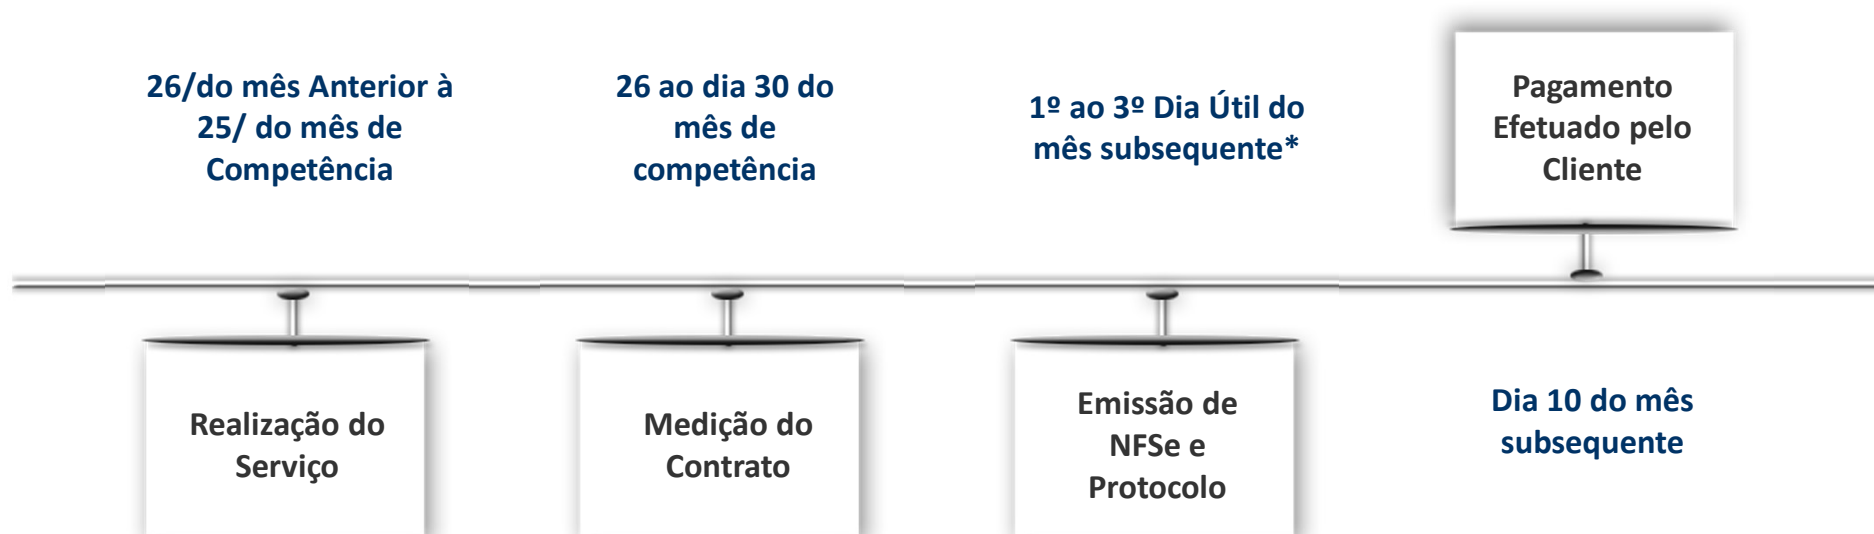 26/do mês Anterior à
25/ do mês de
Competência
Realização do
Serviço
26 ao dia 30 do
mês de
competência
Medição do
Contrato
1º ao 3º Dia Útil do
mês subsequente*
Emissão de
NFSe e
Protocolo
Pagamento
Efetuado pelo
Cliente
Dia 10 do mês
subsequente